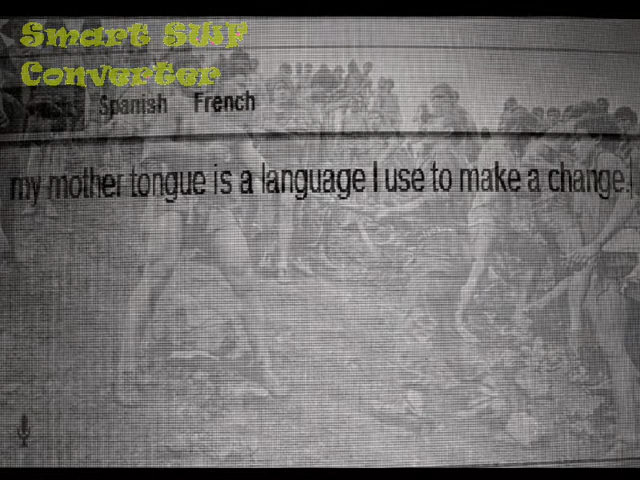 Smart SWF
Converter
Spanish French
my mother tongue is a language I use to make a change.